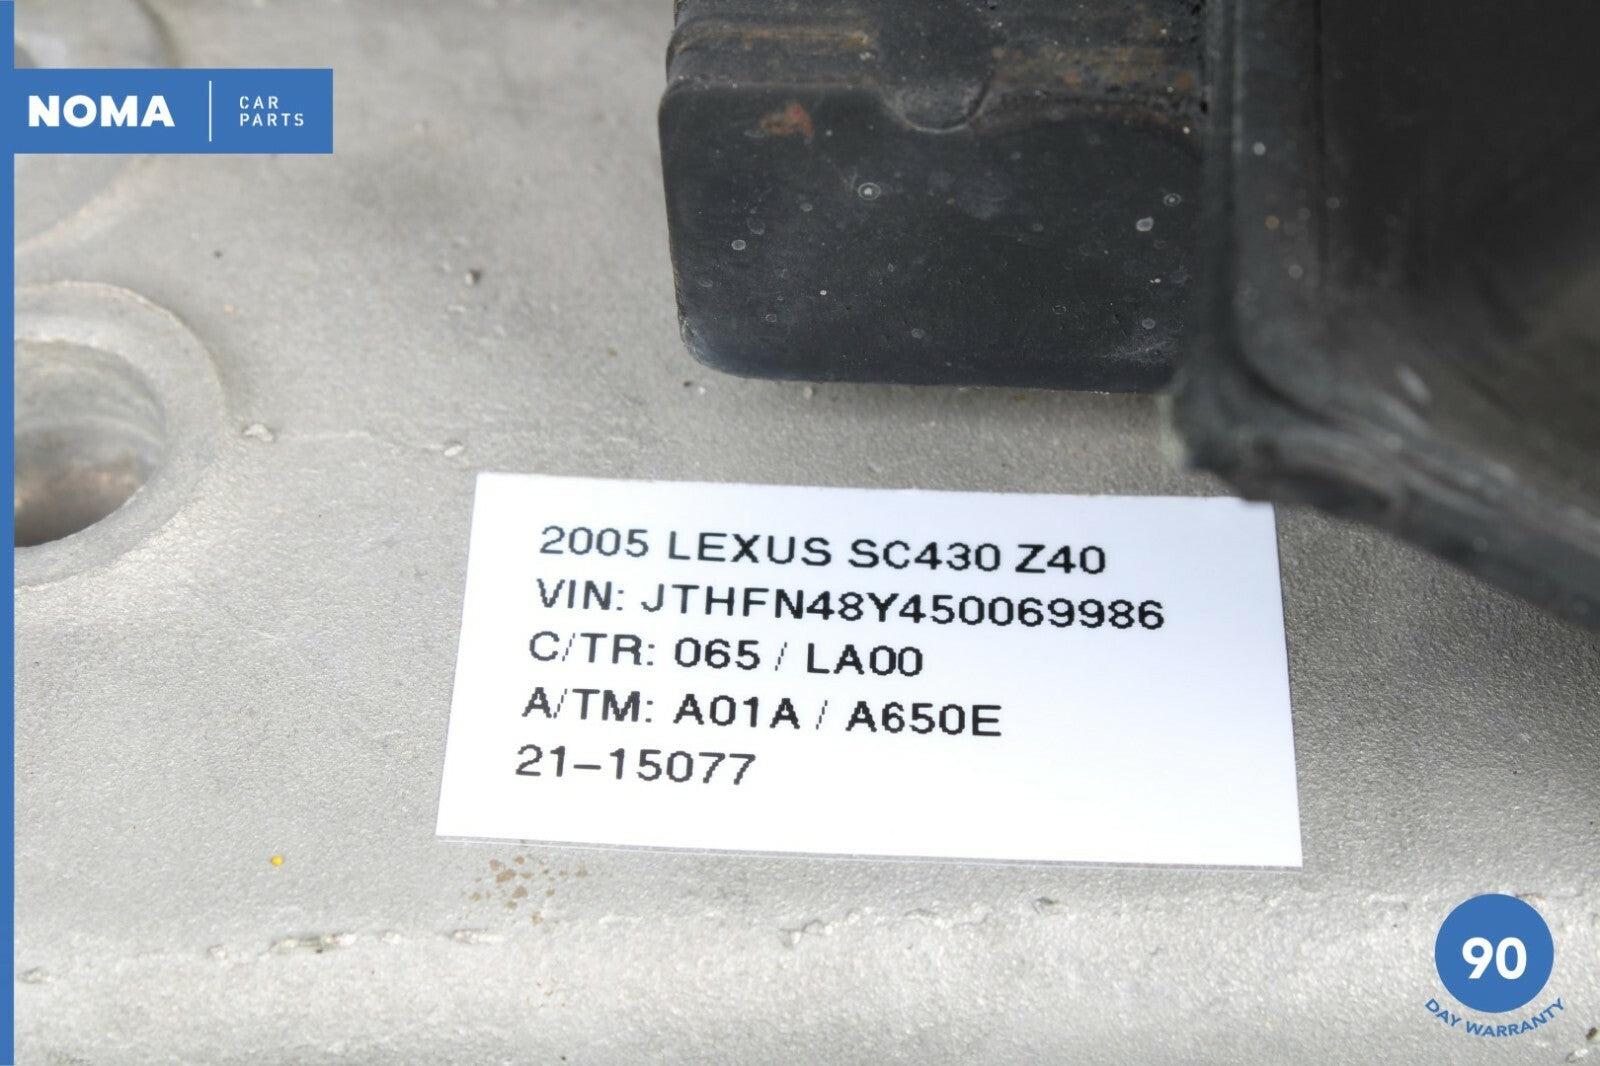 NOMA
CAR
PARTS
2005 LEXUS SC430 Z40
VIN: JTHFN48Y450069986
C/TR: 065 / LA00
A/TM: A01A / A650E
21-15077
90
DAY WARRANTY